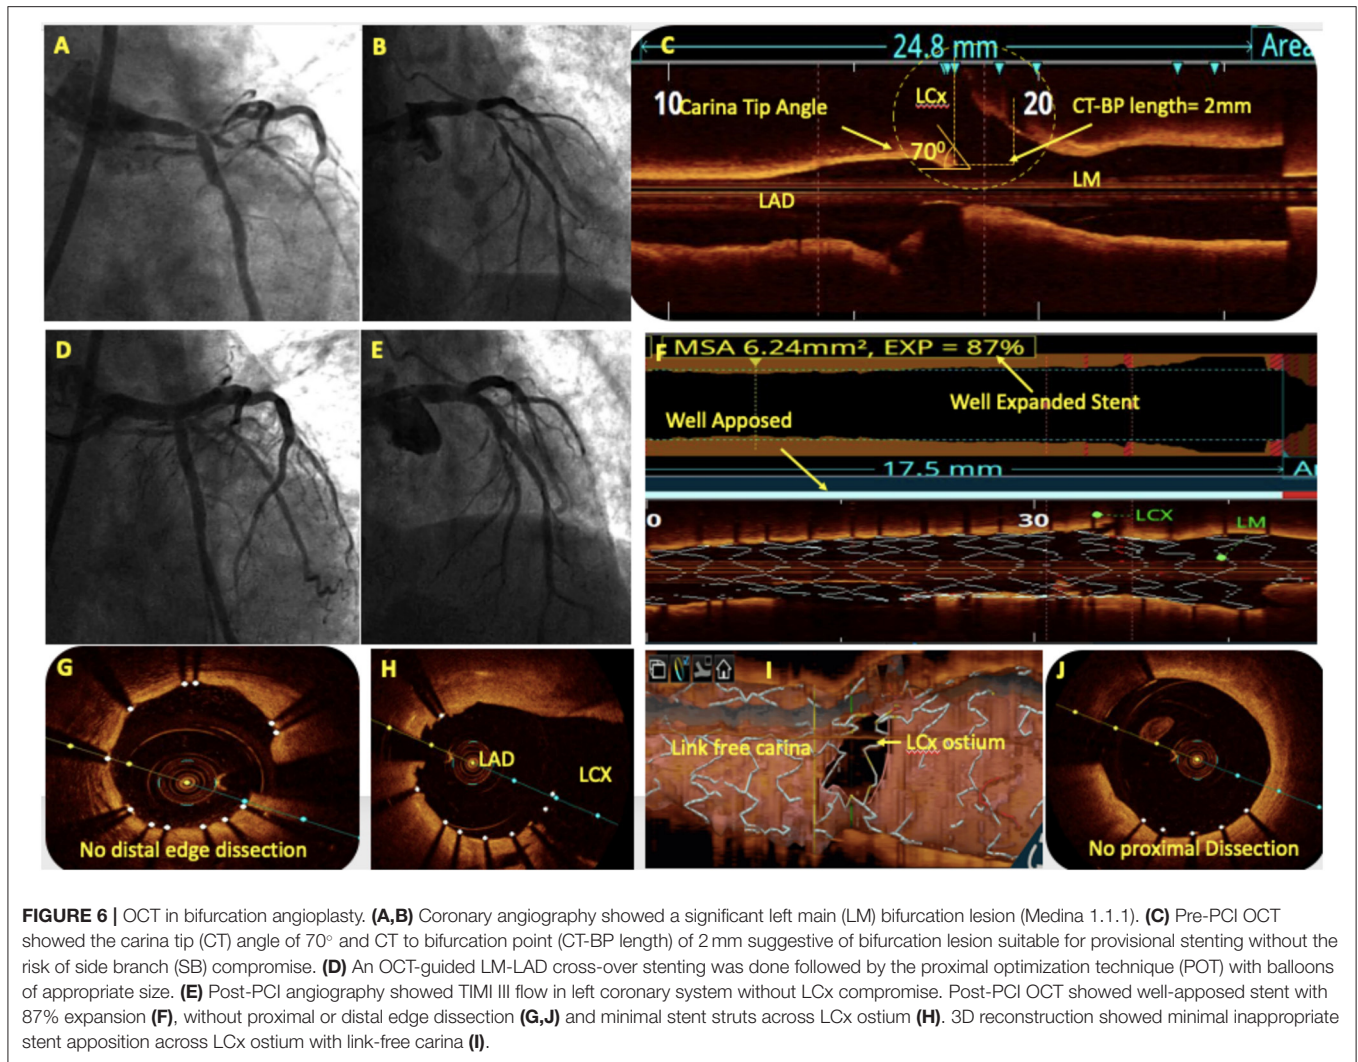 A
B
C
24.8 mm
Area
10
LCx
20
Carina Tip Angle
CT-BP length= 2mm
70⁰
LM
LAD
D
E
F
MSA 6.24mm², EXP = 87%
Well Expanded Stent
Well Apposed
17.5 mm
0
30
LCX
LM
G
H
I
J
LAD
LCX
Link free carina
LCx ostium
No distal edge dissection
No proximal Dissection
FIGURE 6 | OCT in bifurcation angioplasty. (A,B) Coronary angiography showed a significant left main (LM) bifurcation lesion (Medina 1.1.1). (C) Pre-PCI OCT
showed the carina tip (CT) angle of 70° and CT to bifurcation point (CT-BP length) of 2 mm suggestive of bifurcation lesion suitable for provisional stenting without the
risk of side branch (SB) compromise. (D) An OCT-guided LM-LAD cross-over stenting was done followed by the proximal optimization technique (POT) with balloons
of appropriate size. (E) Post-PCI angiography showed TIMI III flow in left coronary system without LCx compromise. Post-PCI OCT showed well-apposed stent with
87% expansion (F), without proximal or distal edge dissection (G,J) and minimal stent struts across LCx ostium (H). 3D reconstruction showed minimal inappropriate
stent apposition across LCx ostium with link-free carina (I).